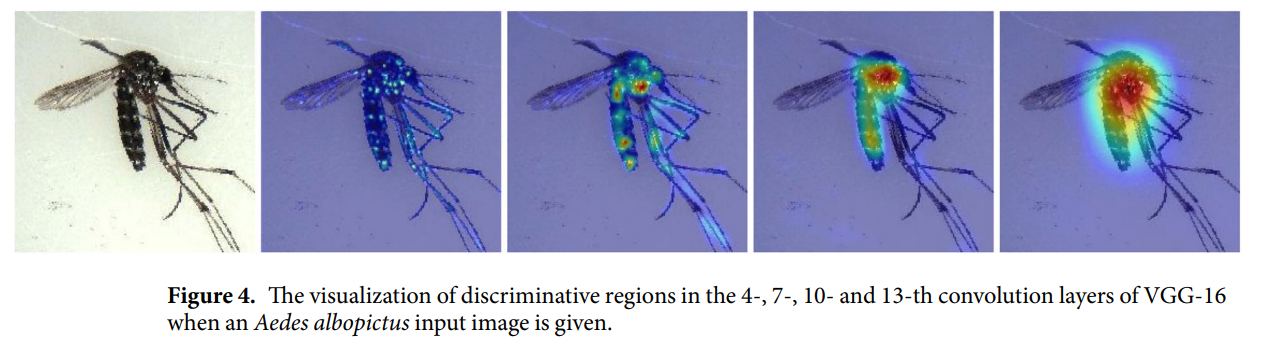 Figure 4. The visualization of discriminative regions in the 4-, 7-, 10- and 13-th convolution layers of VGG-16
when an Aedes albopictus input image is given.